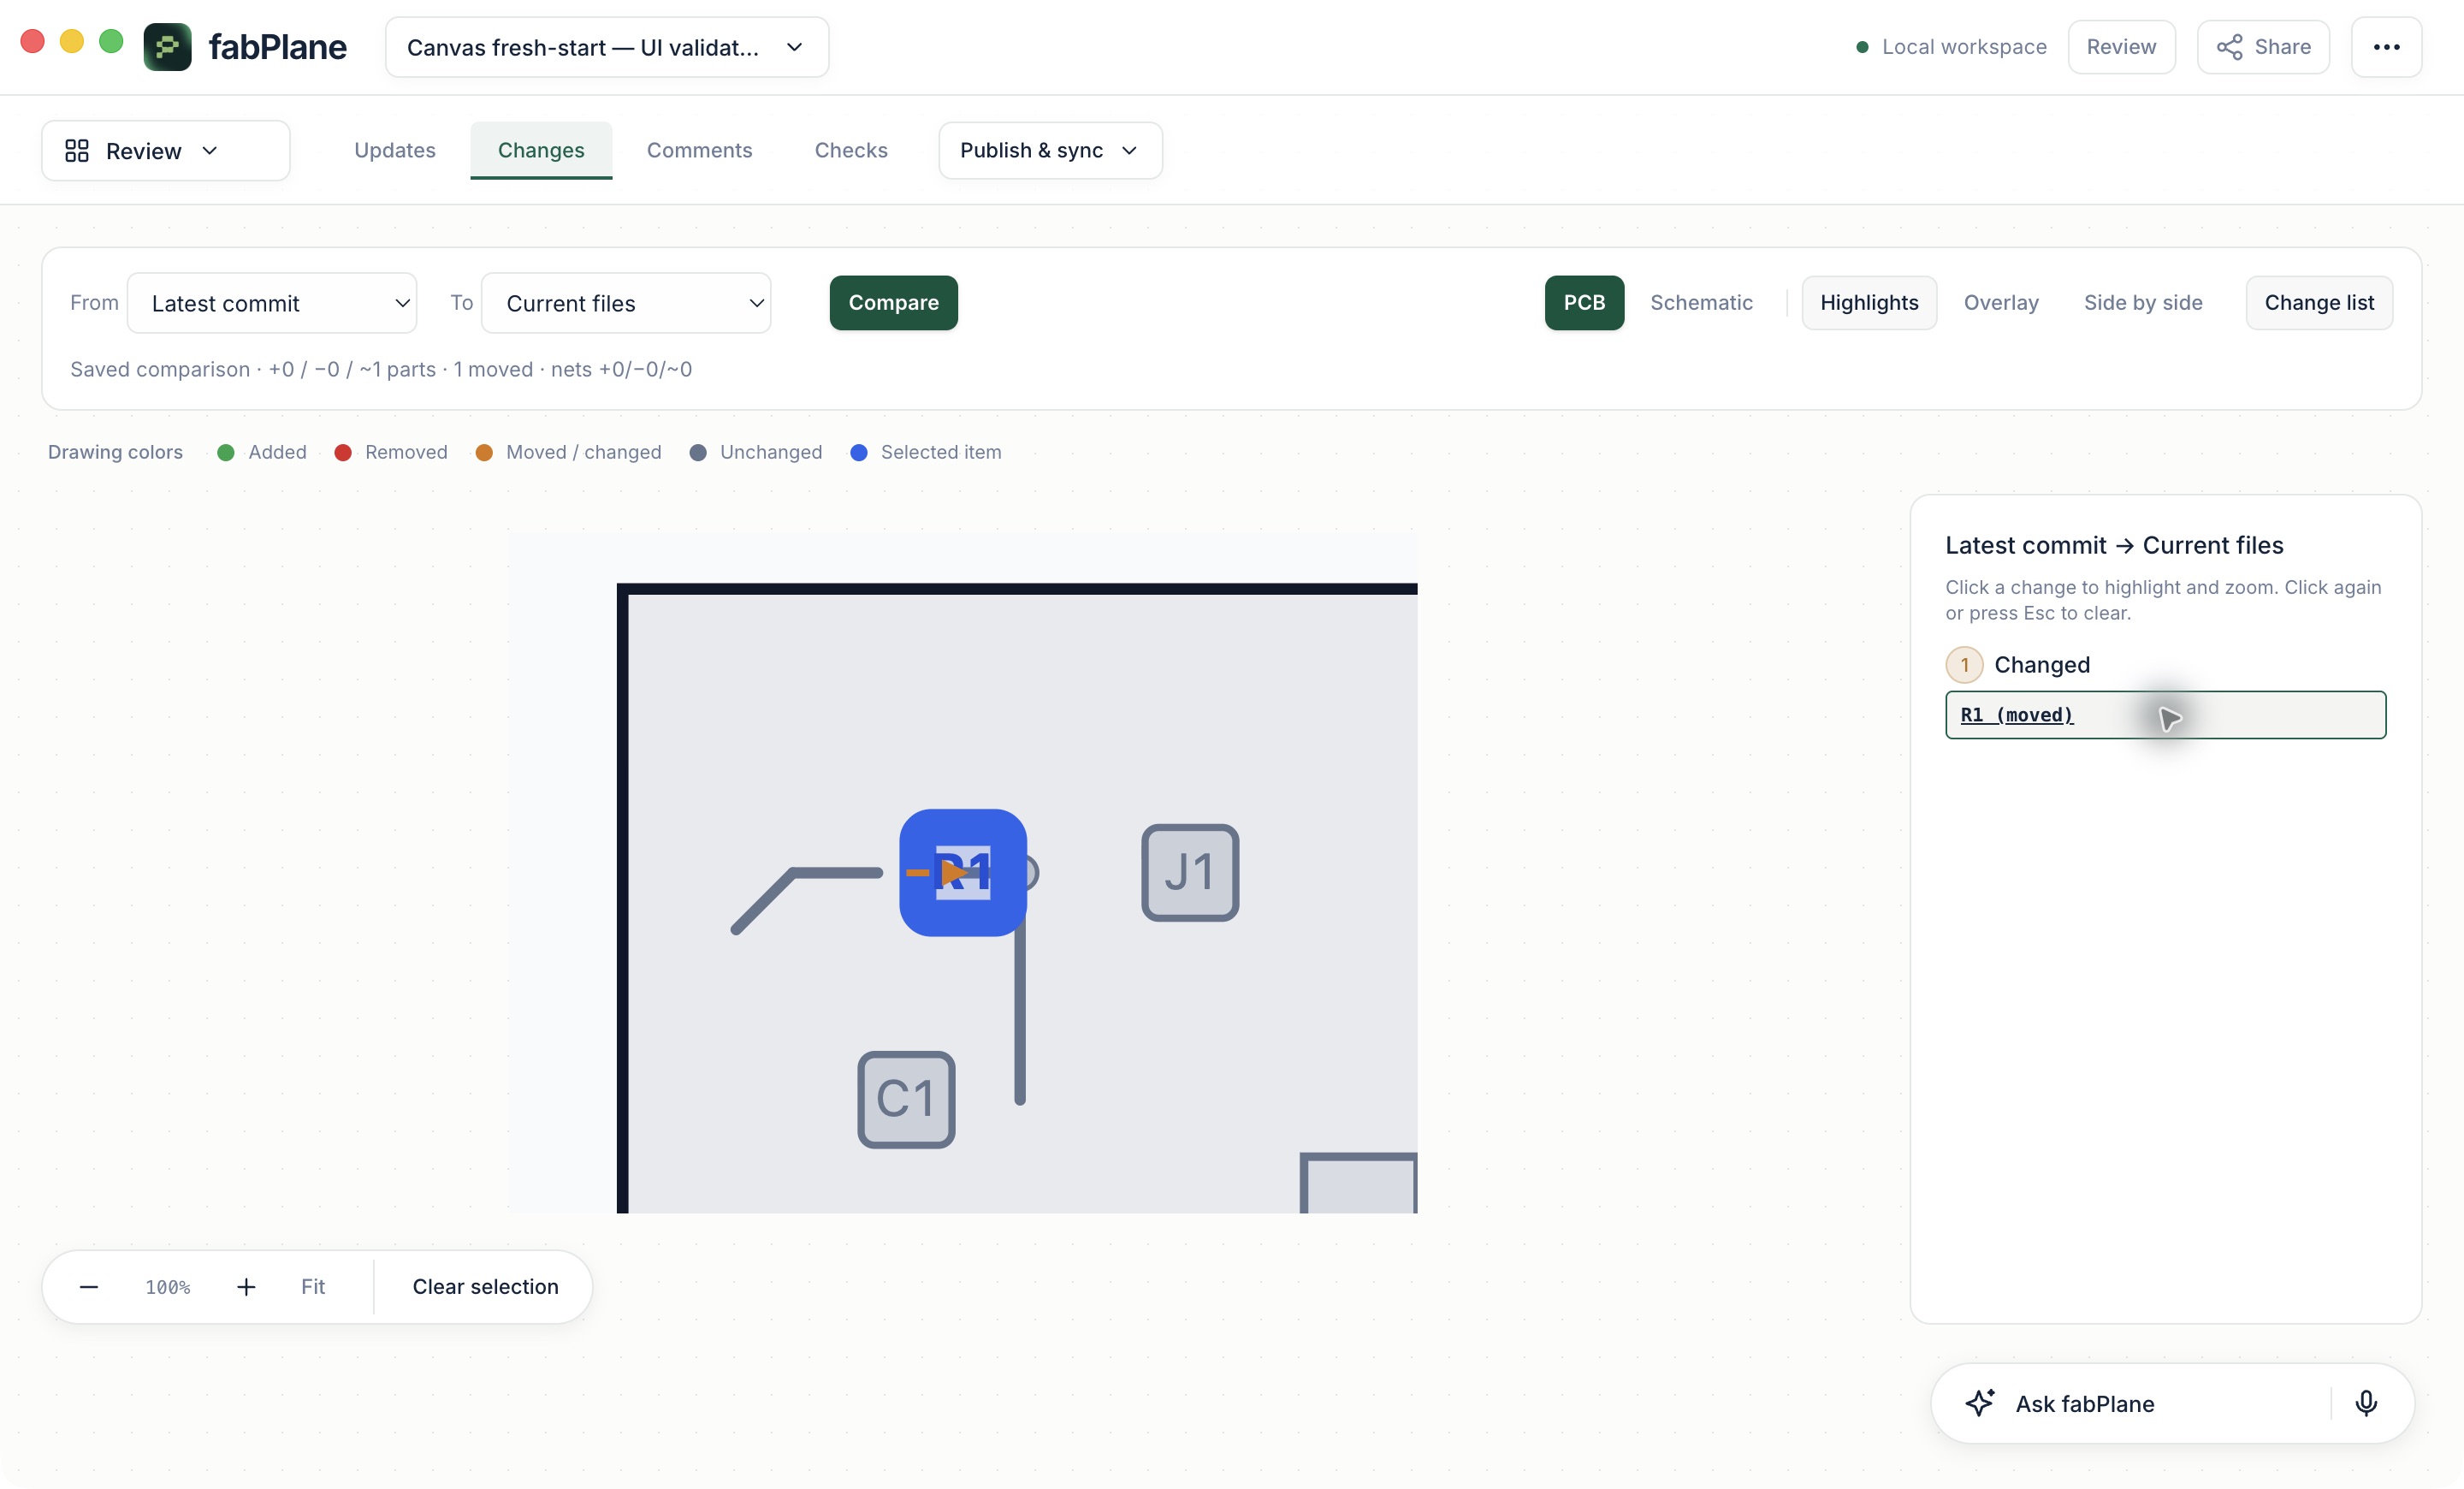 fabPlane
Canvas fresh-start — UI validat...
Local workspace
Review
Share
Review
Updates
Changes
Comments
Checks
Publish & sync
From
Latest commit
To
Current files
Compare
PCB
Schematic
Highlights
Overlay
Side by side
Change list
Saved comparison · +0 / −0 / ~1 parts · 1 moved · nets +0/−0/~0
Drawing colors
Added
Removed
Moved / changed
Unchanged
Selected item
Latest commit → Current files
Click a change to highlight and zoom. Click again
or press Esc to clear.
1 Changed
R1 (moved)
R1
J1
C1
100%
Fit
Clear selection
Ask fabPlane